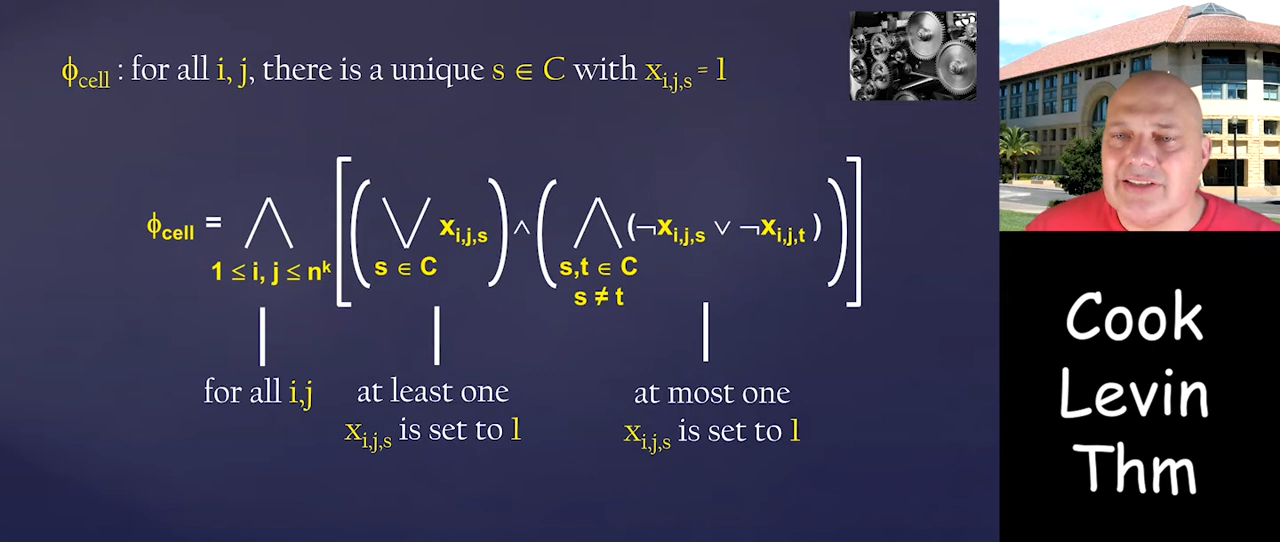 ϕcell : for all i, j, there is a unique s ∈ C with xi,j,s = 1
ϕcell = ⋀ 1 ≤ i, j ≤ nᵏ [( ⋁ s ∈ C xi,j,s ) ∧ ( ⋀ s,t ∈ C s ≠ t (¬xi,j,s ∨ ¬xi,j,t ) )]
for all i,j
at least one
xi,j,s is set to 1
at most one
xi,j,s is set to 1
Cook
Levin
Thm